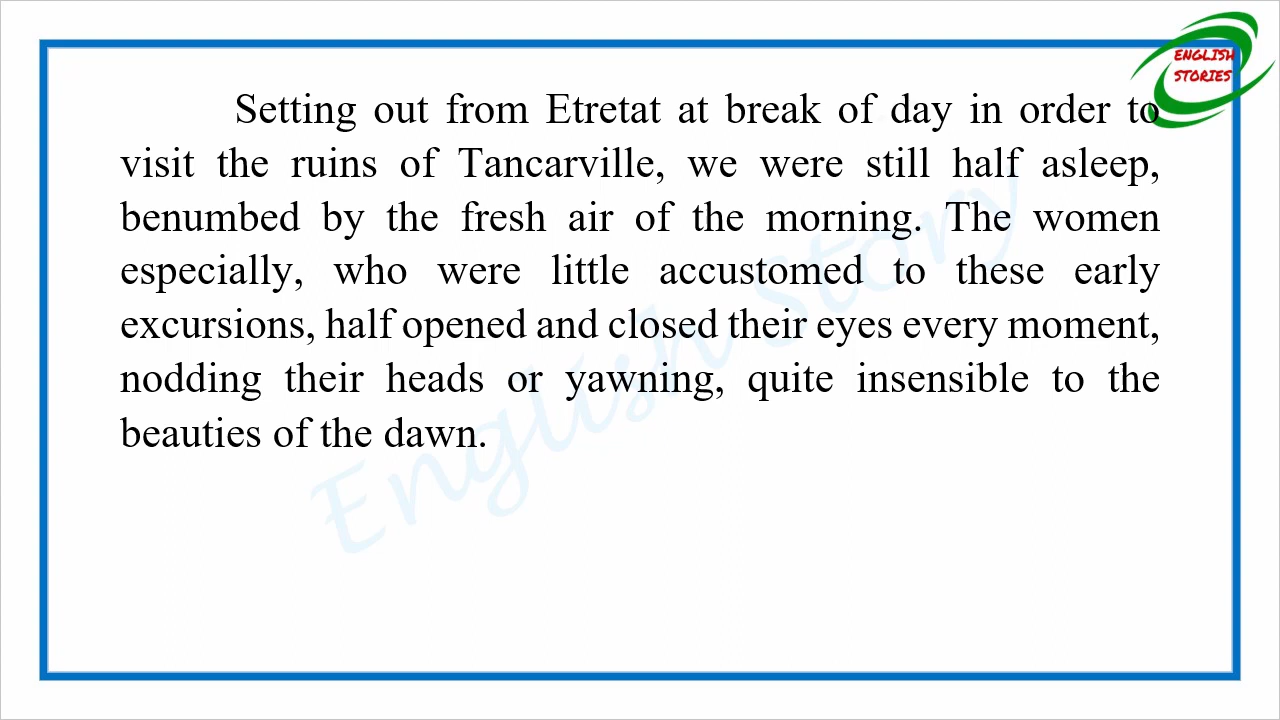 ENGLISH
STORIES
Setting out from Etretat at break of day in order to
visit the ruins of Tancarville, we were still half asleep,
benumbed by the fresh air of the morning. The women
especially, who were little accustomed to these early
excursions, half opened and closed their eyes every moment,
nodding their heads or yawning, quite insensible to the
beauties of the dawn.
English Story